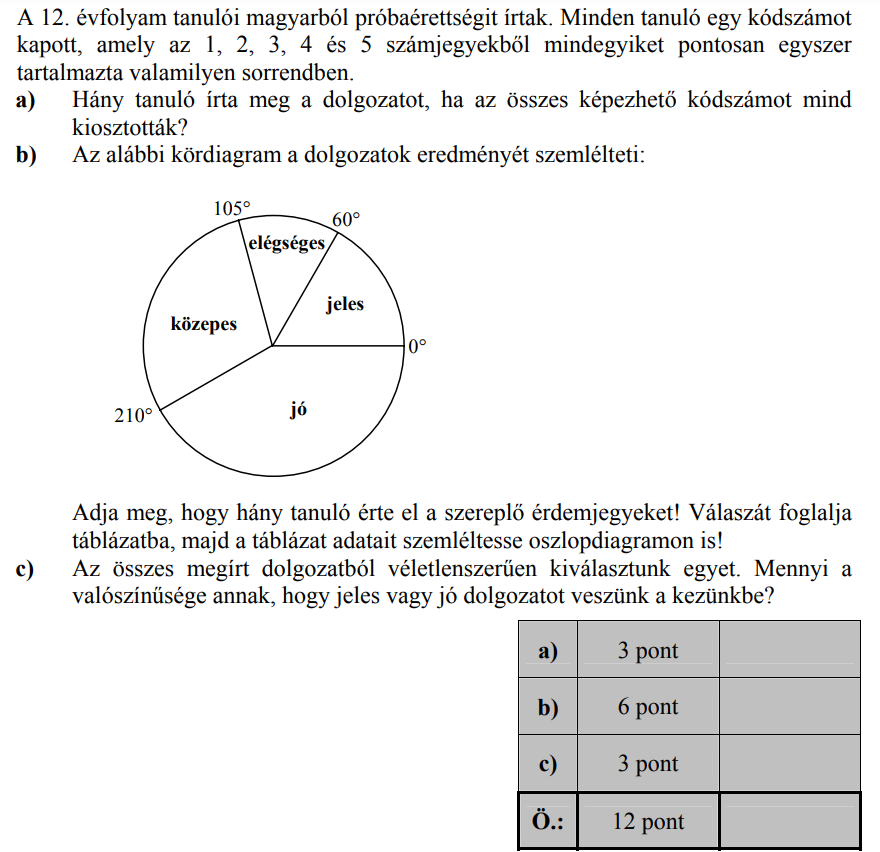 A 12. évfolyam tanulói magyarból próbaérettségit írtak. Minden tanuló egy kódszámot
kapott, amely az 1, 2, 3, 4 és 5 számjegyekből mindegyiket pontosan egyszer
tartalmazta valamilyen sorrendben.
a) Hány tanuló írta meg a dolgozatot, ha az összes képezhető kódszámot mind
kiosztották?
b) Az alábbi kördiagram a dolgozatok eredményét szemlélteti:
105°
60°
elégséges
jeles
közepes
0°
jó
210°
Adja meg, hogy hány tanuló érte el a szereplő érdemjegyeket! Válaszát foglalja
táblázatba, majd a táblázat adatait szemléltesse oszlopdiagramon is!
c) Az összes megírt dolgozatból véletlenszerűen kiválasztunk egyet. Mennyi a
valószínűsége annak, hogy jeles vagy jó dolgozatot veszünk a kezünkbe?
a) 3 pont
b) 6 pont
c) 3 pont
Ö.: 12 pont